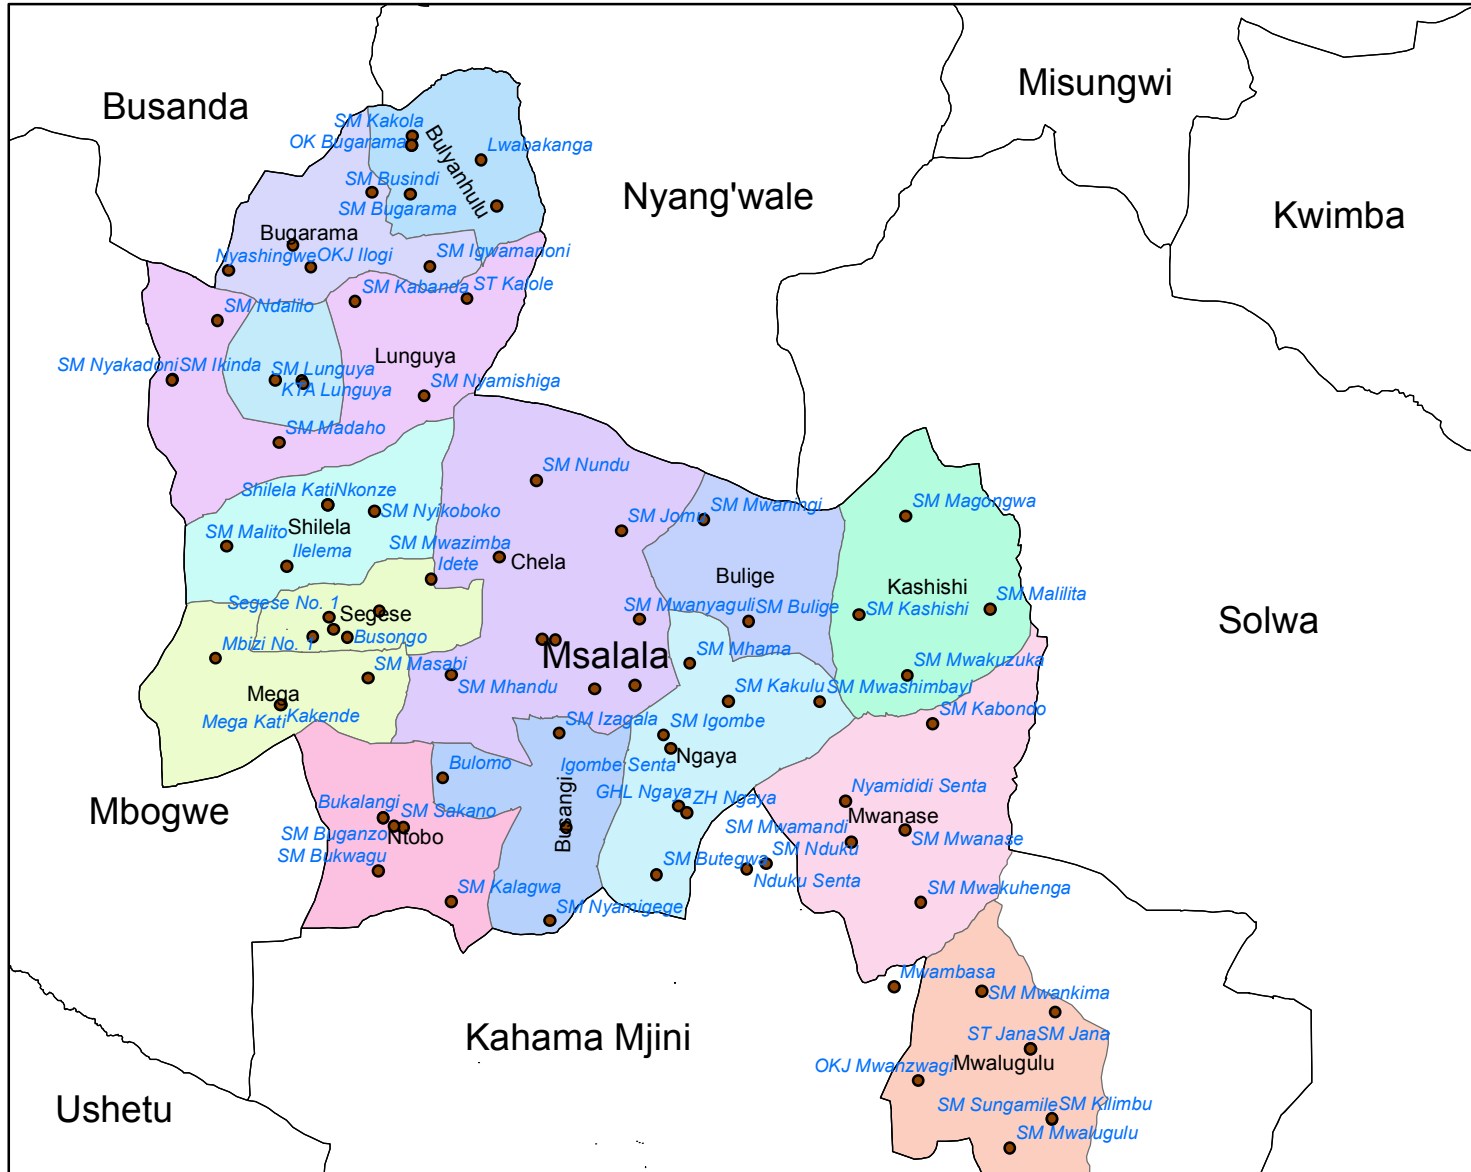 Misungwi
Busanda
SM Kakola
OK Bugarama
Bulyanhulu
Lwabakanga
SM Busindi
SM Bugarama
Nyang'wale
Kwimba
Bugarama
Nyashingwe
OKJ Ilogi
SM Igwamanoni
SM Kabanda
ST Kalole
SM Ndalilo
Lunguya
SM Nyakadoni
SM Ikinda
SM Lunguya
KTA Lunguya
SM Nyamishiga
SM Madaho
SM Nundu
Shilela Kati
Nkonze
SM Nyikoboko
SM Jomu
SM Mwaningi
SM Magongwa
Shilela
SM Malito
Ilelema
SM Mwazimba
Idete
Chela
Bulige
Kashishi
Segese No. 1
Segese
SM Mwanyaguli
SM Bulige
SM Kashishi
SM Malilita
Solwa
Busongo
Mbizi No. 1
Msalala
SM Mhama
SM Masabi
SM Mhandu
SM Mwakuzuka
Mega
Mega Kati
Kakende
SM Kakulu
SM Mwashimbayi
SM Kabondo
SM Izagala
SM Igombe
Ngaya
Igombe Senta
Bulomo
GHL Ngaya
ZH Ngaya
Nyamididi Senta
Mbogwe
Bukalangi
SM Sakano
SM Buganzo
Ntobo
Busangi
SM Mwamandi
Mwanase
SM Mwanase
SM Bukwagu
SM Butegwa
SM Nduku
Nduku Senta
SM Kalagwa
SM Nyamigege
SM Mwakuhenga
Mwambasa
SM Mwankima
Kahama Mjini
ST Jana
SM Jana
OKJ Mwanzwagi
Mwalugulu
Ushetu
SM Sungamile
SM Kilimbu
SM Mwalugulu